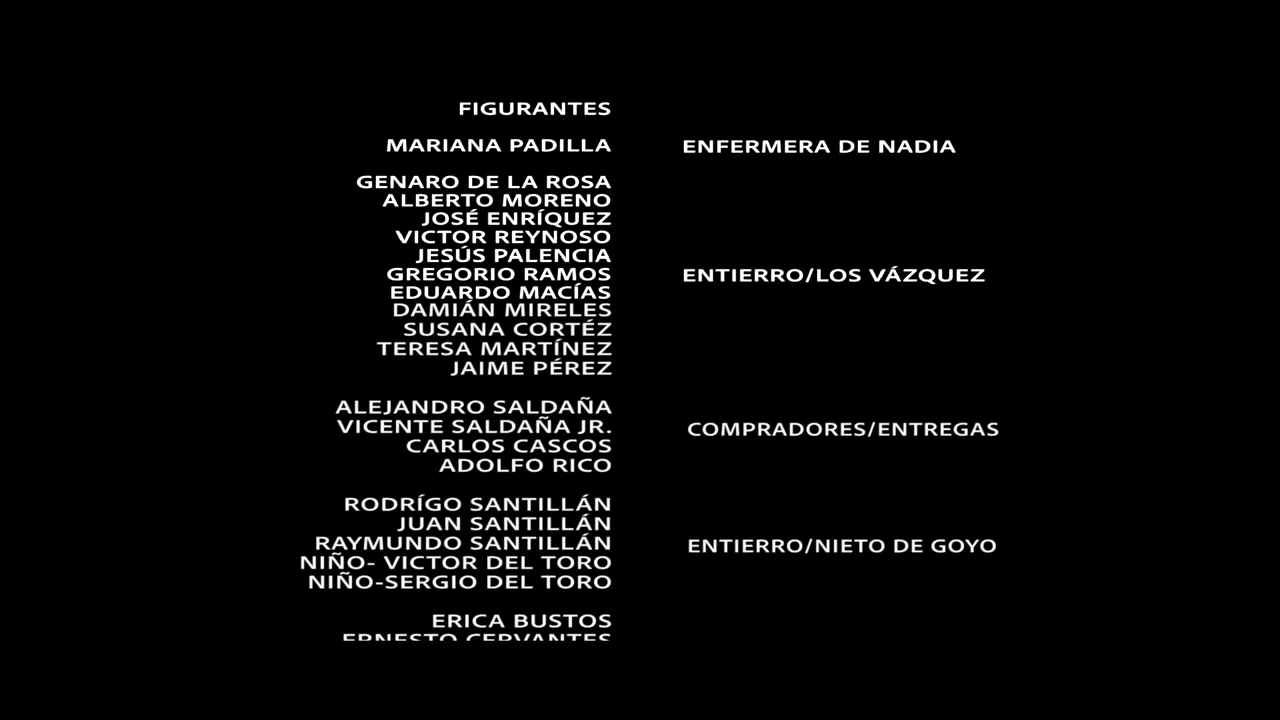 FIGURANTES
MARIANA PADILLA ENFERMERA DE NADIA
GENARO DE LA ROSA
ALBERTO MORENO
JOSÉ ENRÍQUEZ
VICTOR REYNOSO
JESÚS PALENCIA
GREGORIO RAMOS ENTIERRO/LOS VÁZQUEZ
EDUARDO MACÍAS
DAMIÁN MIRELES
SUSANA CORTÉZ
TERESA MARTÍNEZ
JAIME PÉREZ
ALEJANDRO SALDAÑA
VICENTE SALDAÑA JR. COMPRADORES/ENTREGAS
CARLOS CASCOS
ADOLFO RICO
RODRÍGO SANTILLÁN
JUAN SANTILLÁN
RAYMUNDO SANTILLÁN ENTIERRO/NIETO DE GOYO
NIÑO- VICTOR DEL TORO
NIÑO-SERGIO DEL TORO
ERICA BUSTOS
ERNESTO CERVANTES